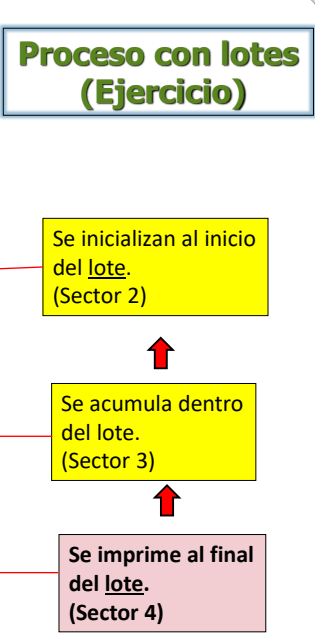 Proceso con lotes
(Ejercicio)
Se inicializan al inicio
del lote.
(Sector 2)
Se acumula dentro
del lote.
(Sector 3)
Se imprime al final
del lote.
(Sector 4)